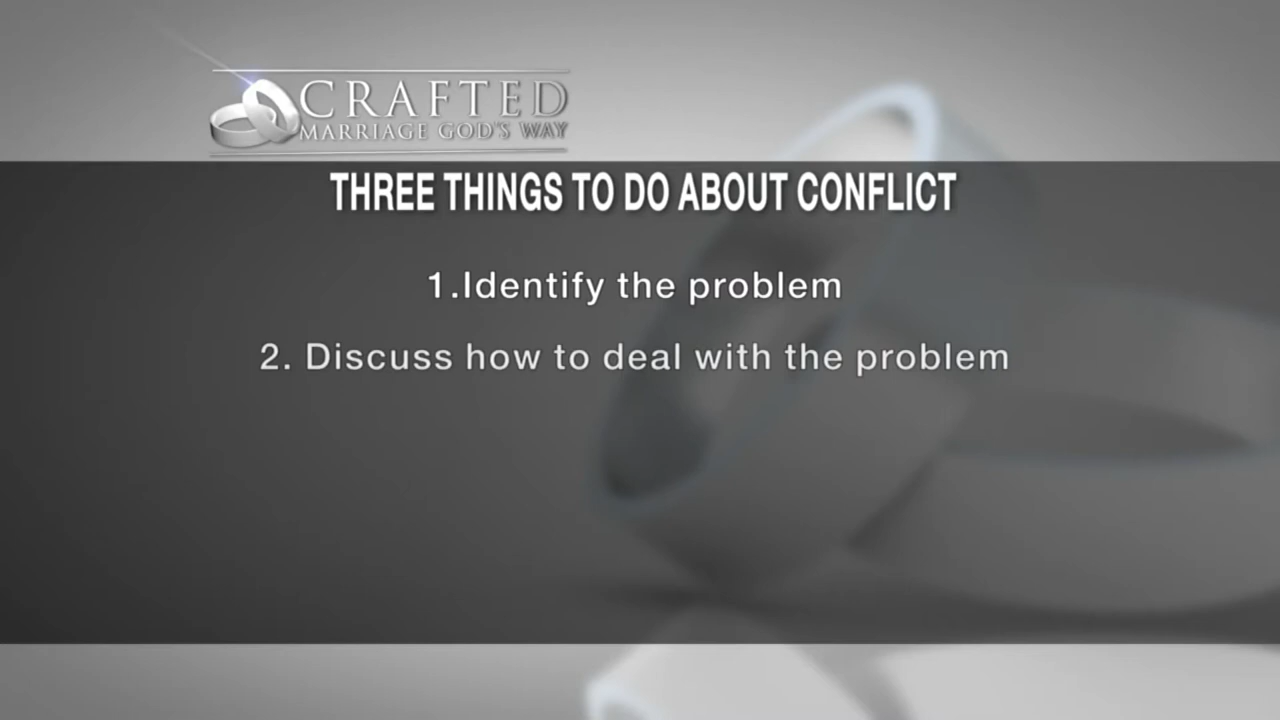 CRAFTED
MARRIAGE GOD'S WAY
THREE THINGS TO DO ABOUT CONFLICT
1.Identify the problem
2. Discuss how to deal with the problem